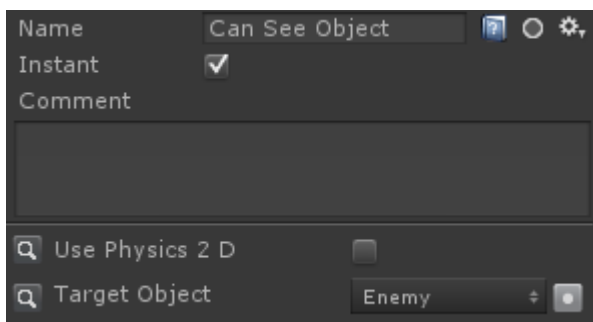 Name Can See Object
Instant
Comment
Use Physics 2 D
Target Object Enemy